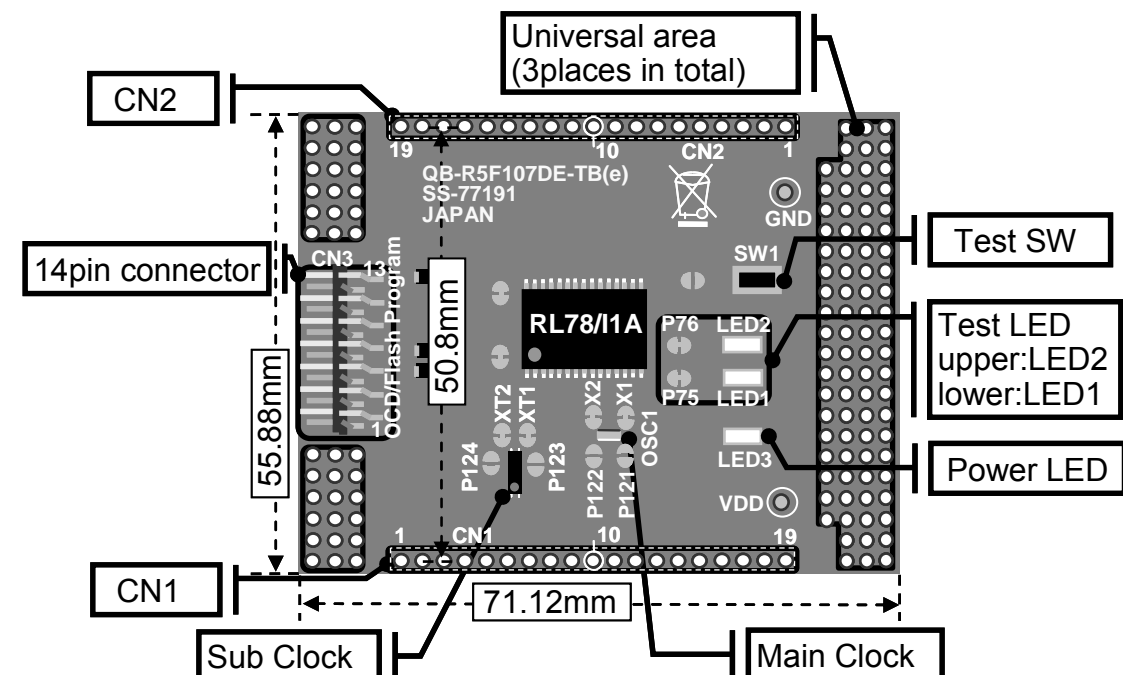 Universal area
(3places in total)
CN2
19
10
CN2
1
QB-R5F107DE-TB(e)
SS-77191
JAPAN
GND
Test SW
14pin connector
CN3
13
SW1
OCD/Flash Program
1
50.8mm
55.88mm
RL78/I1A
P76
LED2
P75
LED1
Test LED
upper:LED2
lower:LED1
XT2
XT1
X2
X1
OSC1
LED3
Power LED
P124
P123
P122
P121
VDD
1
CN1
10
19
CN1
71.12mm
Sub Clock
Main Clock